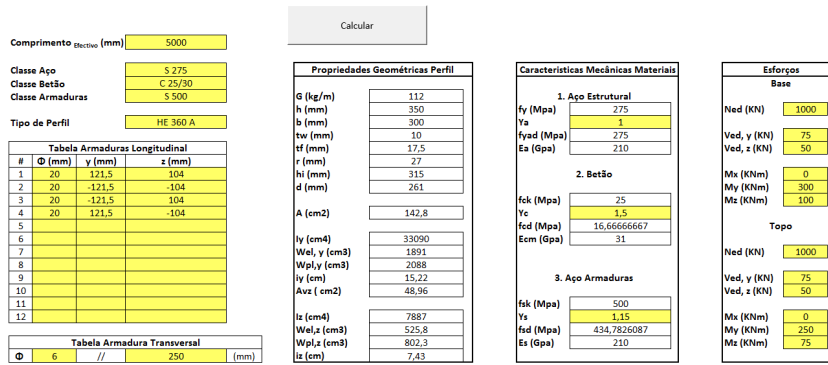 Calcular
Comprimento Efectivo (mm) 5000
Classe Aço S 275
Classe Betão C 25/30
Classe Armaduras S 500
Tipo de Perfil HE 360 A
Tabela Armaduras Longitudinal
# Φ (mm) y (mm) z (mm)
1 20 121,5 104
2 20 -121,5 -104
3 20 -121,5 104
4 20 121,5 -104
5
6
7
8
9
10
11
12
Tabela Armadura Transversal
Φ 6 // 250 (mm)
Propriedades Geométricas Perfil
G (kg/m) 112
h (mm) 350
b (mm) 300
tw (mm) 10
tf (mm) 17,5
r (mm) 27
hi (mm) 315
d (mm) 261
A (cm2) 142,8
Iy (cm4) 33090
Wel, y (cm3) 1891
Wpl,y (cm3) 2088
iy (cm) 15,22
Avz ( cm2) 48,96
Iz (cm4) 7887
Wel,z (cm3) 525,8
Wpl,z (cm3) 802,3
iz (cm) 7,43
Caracteristicas Mecânicas Materiais
1. Aço Estrutural
fy (Mpa) 275
Ya 1
fyad (Mpa) 275
Ea (Gpa) 210
2. Betão
fck (Mpa) 25
Yc 1,5
fcd (Mpa) 16,66666667
Ecm (Gpa) 31
3. Aço Armaduras
fsk (Mpa) 500
Ys 1,15
fsd (Mpa) 434,7826087
Es (Gpa) 210
Esforços
Base
Ned (KN) 1000
Ved, y (KN) 75
Ved, z (KN) 50
Mx (KNm) 0
My (KNm) 300
Mz (KNm) 100
Topo
Ned (KN) 1000
Ved, y (KN) 75
Ved, z (KN) 50
Mx (KNm) 0
My (KNm) 250
Mz (KNm) 75